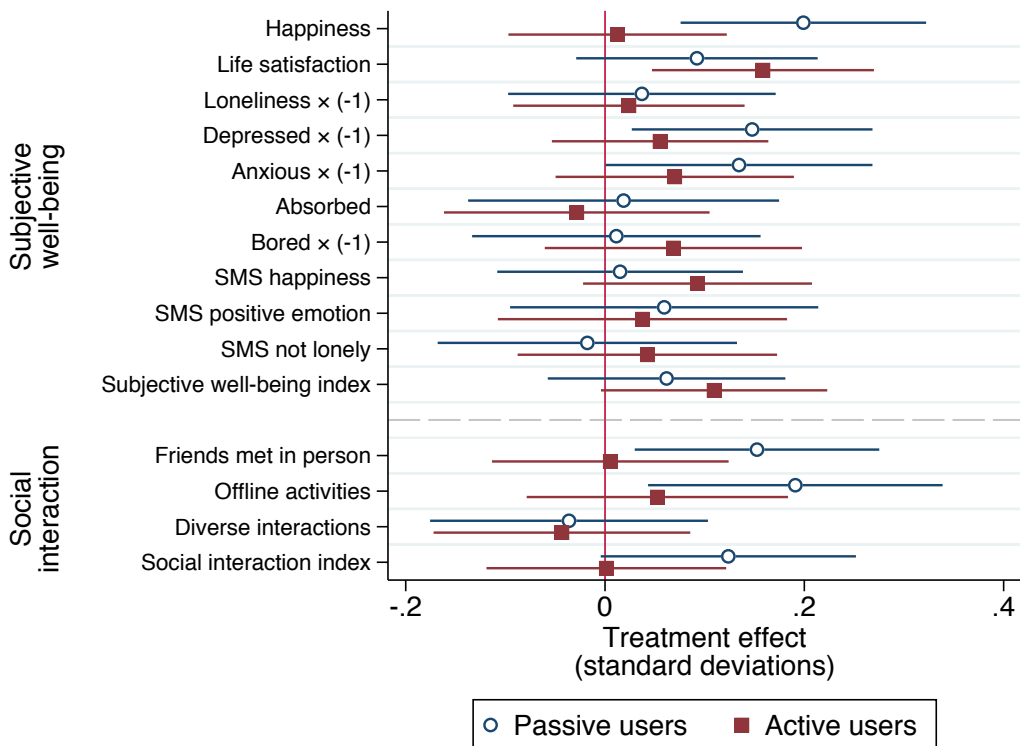 Subjective
well-being
Happiness
Life satisfaction
Loneliness × (-1)
Depressed × (-1)
Anxious × (-1)
Absorbed
Bored × (-1)
SMS happiness
SMS positive emotion
SMS not lonely
Subjective well-being index
Social
interaction
Friends met in person
Offline activities
Diverse interactions
Social interaction index
-.2 0 .2 .4
Treatment effect
(standard deviations)
Passive users Active users